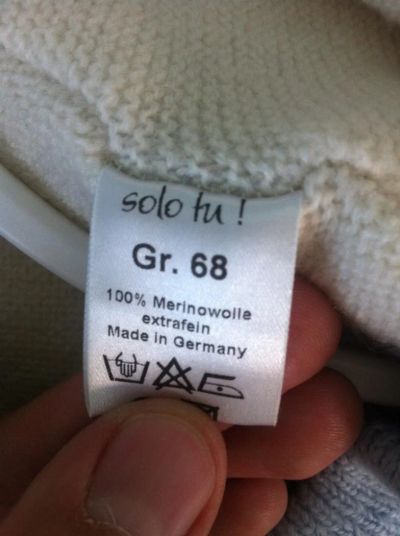 solo tu!
Gr. 68
100% Merinowolle
extrafein
Made in Germany